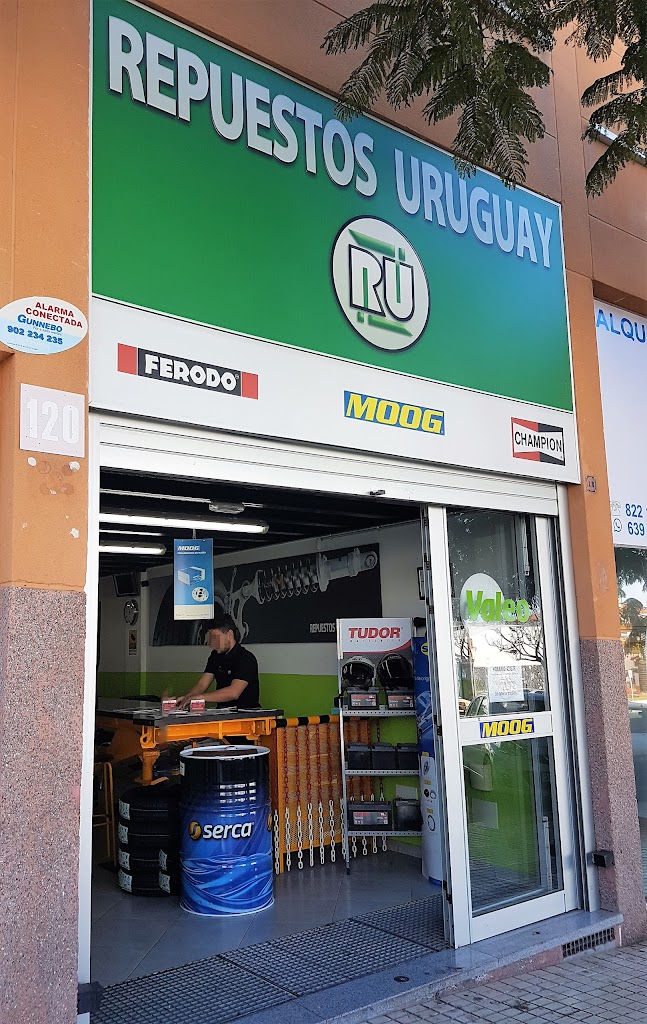 REPUESTOS URUGUAY
RU
FERODO
MOOG
CHAMPION
ALARMA
CONECTADA
GUNNEBO
902 234 235
120
ALQU
822
639
MOOG
REPUESTOS
TUDOR
Valeo
MOOG
serca